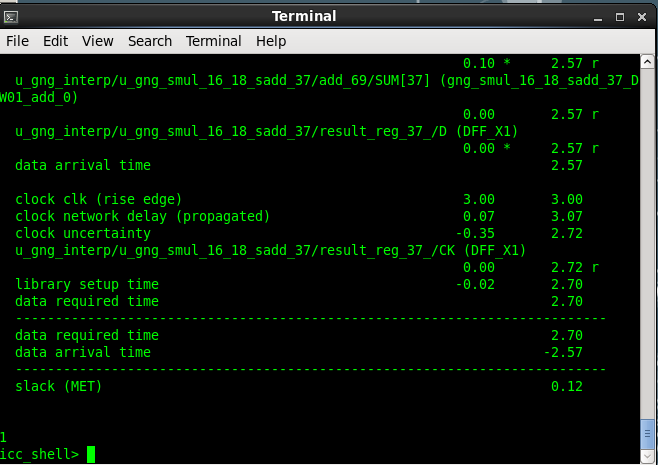 Terminal
File Edit View Search Terminal Help
0.10 * 2.57 r
u_gng_interp/u_gng_smul_16_18_sadd_37/add_69/SUM[37] (gng_smul_16_18_sadd_37_D
W01_add_0)
0.00 2.57 r
u_gng_interp/u_gng_smul_16_18_sadd_37/result_reg_37_/D (DFF_X1)
0.00 * 2.57 r
data arrival time 2.57
clock clk (rise edge) 3.00 3.00
clock network delay (propagated) 0.07 3.07
clock uncertainty -0.35 2.72
u_gng_interp/u_gng_smul_16_18_sadd_37/result_reg_37_/CK (DFF_X1)
0.00 2.72 r
library setup time -0.02 2.70
data required time 2.70
--------------------------------------------------------------------------
data required time 2.70
data arrival time -2.57
--------------------------------------------------------------------------
slack (MET) 0.12
1
icc_shell>